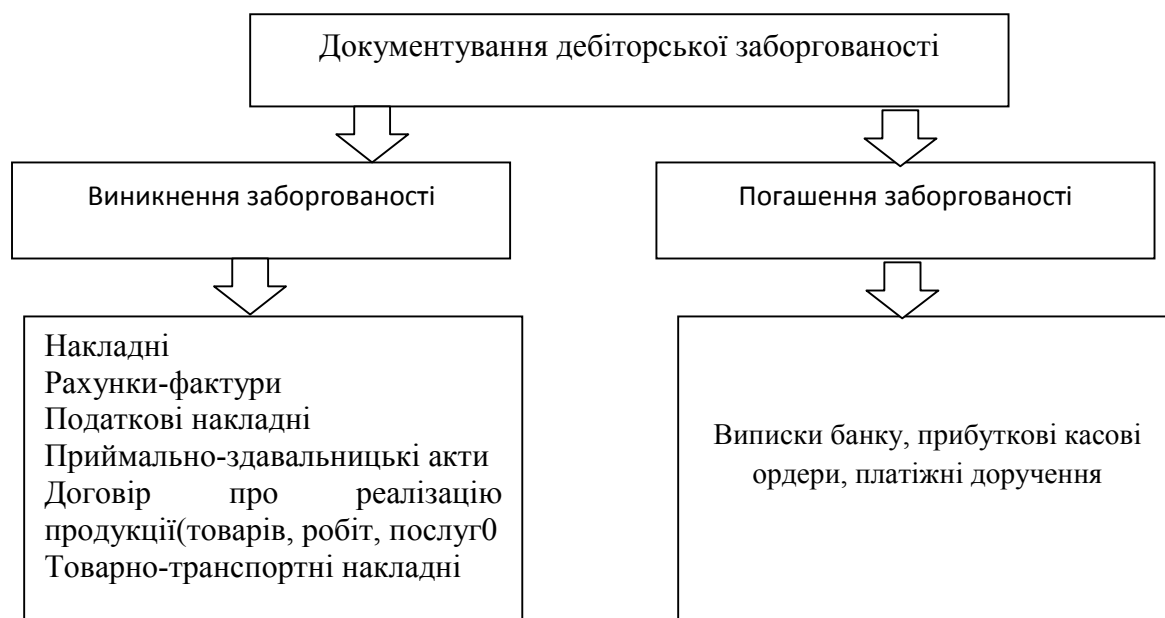 Документування дебіторської заборгованості
Виникнення заборгованості
Погашення заборгованості
Накладні
Рахунки-фактури
Податкові накладні
Приймально-здавальницькі акти
Договір про реалізацію
продукції(товарів, робіт, послуг0
Товарно-транспортні накладні
Виписки банку, прибуткові касові
ордери, платіжні доручення